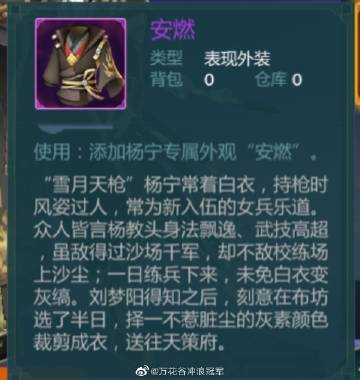 安燃
类型 表现外装
背包 0 仓库 0
使用：添加杨宁专属外观“安燃”。
“雪月天枪”杨宁常着白衣，持枪时
风姿过人，常为新入伍的女兵乐道。
众人皆言杨教头身法飘逸、武技高超
，虽敌得过沙场千军，却不敌校练场
上沙尘；一日练兵下来，未免白衣变
灰缟。刘梦阳得知之后，刻意在布坊
选了半日，择一不惹脏尘的灰素颜色
裁剪成衣，送往天策府。
@万花谷冲浪冠军